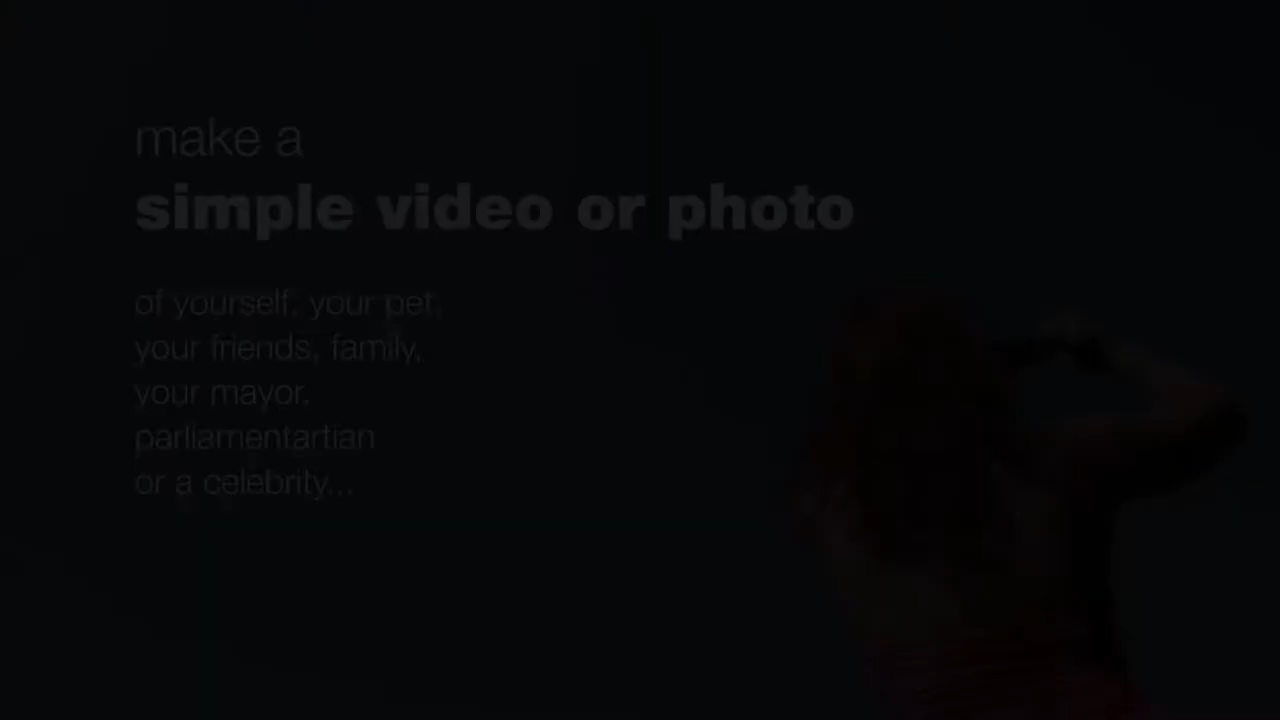 make a
simple video or photo
of yourself, your pet,
your friends, family,
your mayor,
parliamentartian
or a celebrity...